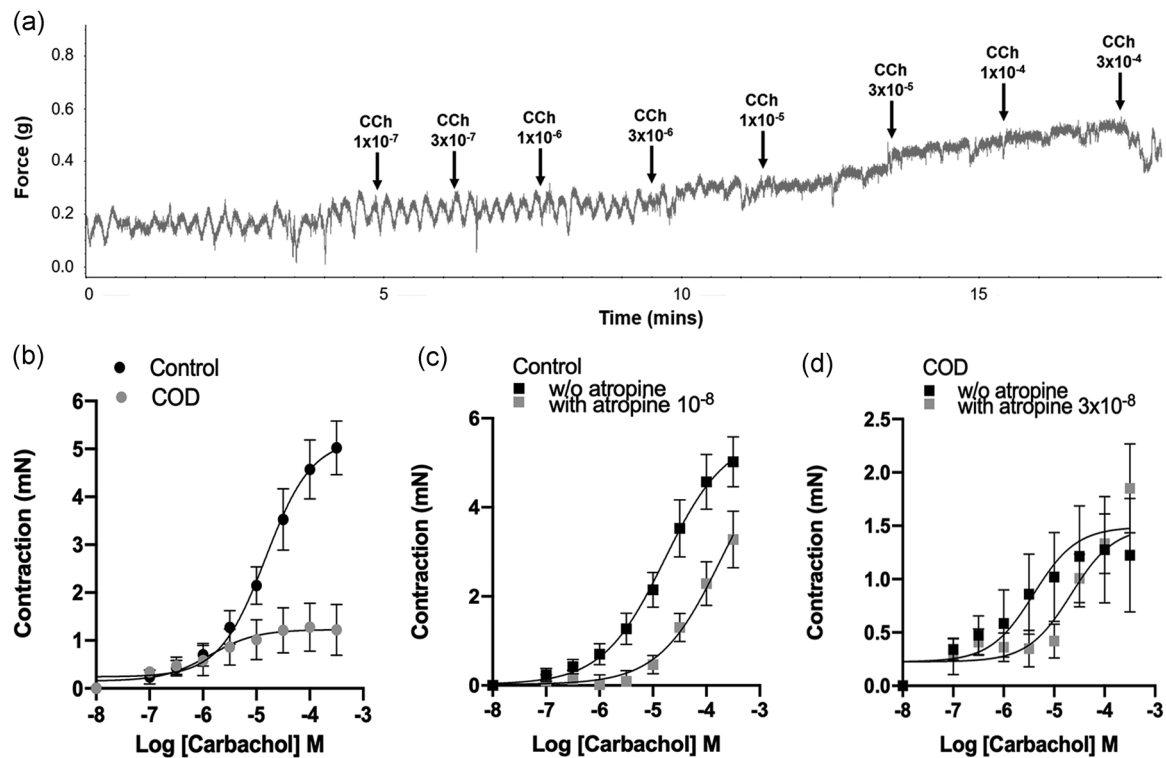 (a)
Force (g)
0.8
0.6
0.4
0.2
0.0
CCh
1x10⁻⁷
CCh
3x10⁻⁷
CCh
1x10⁻⁶
CCh
3x10⁻⁶
CCh
1x10⁻⁵
CCh
3x10⁻⁵
CCh
1x10⁻⁴
CCh
3x10⁻⁴
0 5 10 15
Time (mins)
(b)
Control
COD
Contraction (mN)
6
5
4
3
2
1
0
-8 -7 -6 -5 -4 -3
Log [Carbachol] M
(c)
Control
w/o atropine
with atropine 10⁻⁸
Contraction (mN)
6
4
2
0
-8 -7 -6 -5 -4 -3
Log [Carbachol] M
(d)
COD
w/o atropine
with atropine 3x10⁻⁸
Contraction (mN)
2.5
2.0
1.5
1.0
0.5
0.0
-8 -7 -6 -5 -4 -3
Log [Carbachol] M